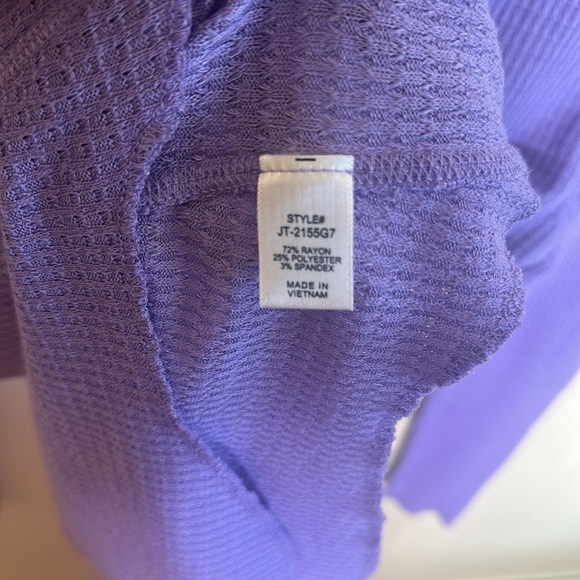 STYLE#
JT-2155G7
72% RAYON
25% POLYESTER
3% SPANDEX
MADE IN
VIETNAM